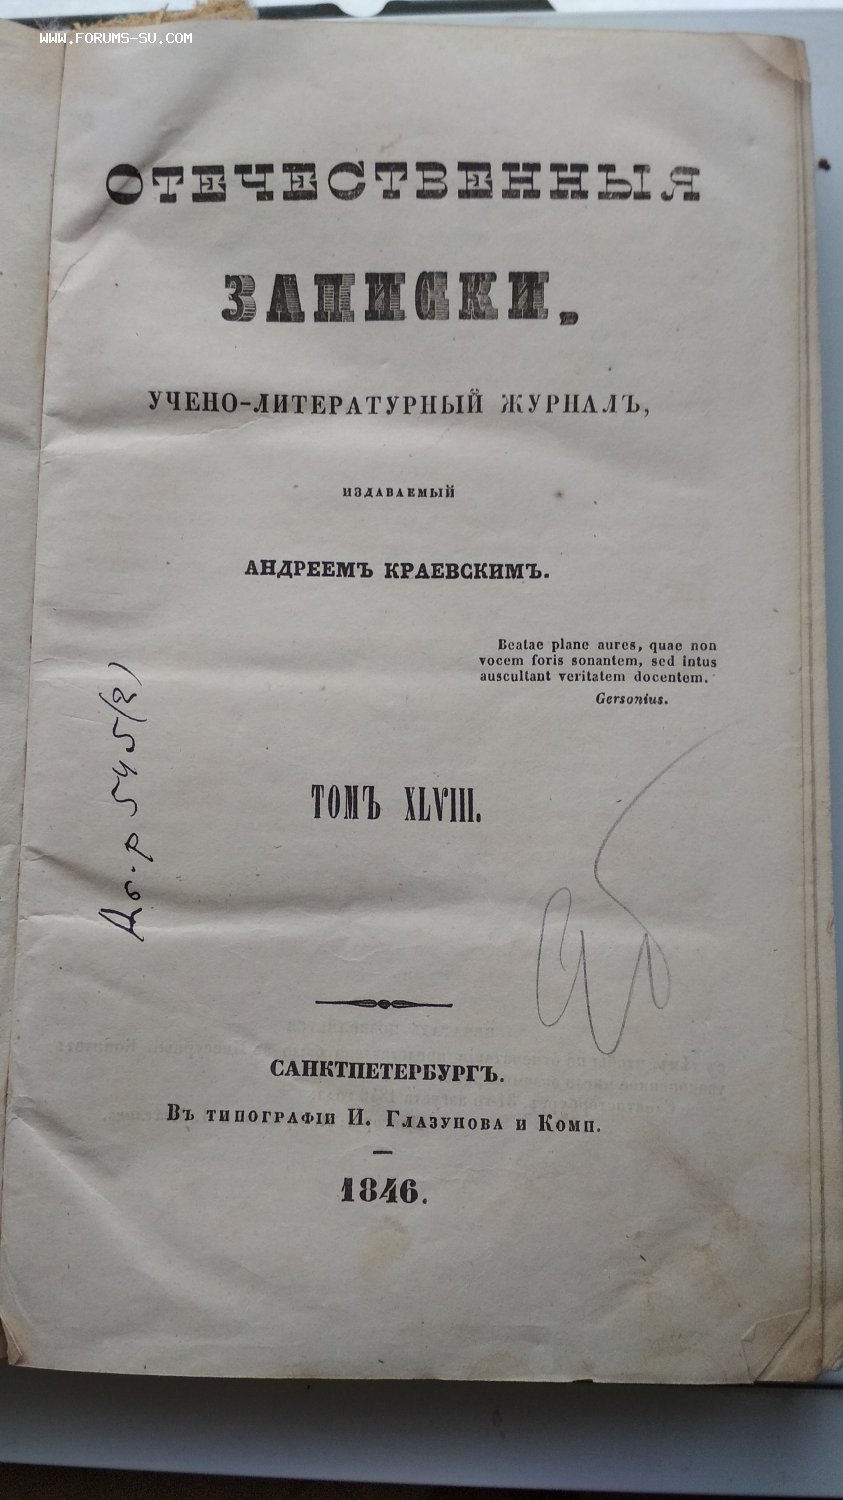 WWW.FORUMS-SU.COM
ОТЕЧЕСТВЕННЫЯ
ЗАПИСКИ,
УЧЕНО-ЛИТЕРАТУРНЫЙ ЖУРНАЛЪ,
ИЗДАВАЕМЫЙ
АНДРЕЕМЪ КРАЕВСКИМЪ.
Beatae plane aures, quae non
vocem foris sonantem, sed intus
auscultant veritatem docentem.
Gersonius.
ТОМЪ XLVIII.
САНКТПЕТЕРБУРГЪ.
Въ типографіи И. Глазунова и Комп.
1846.